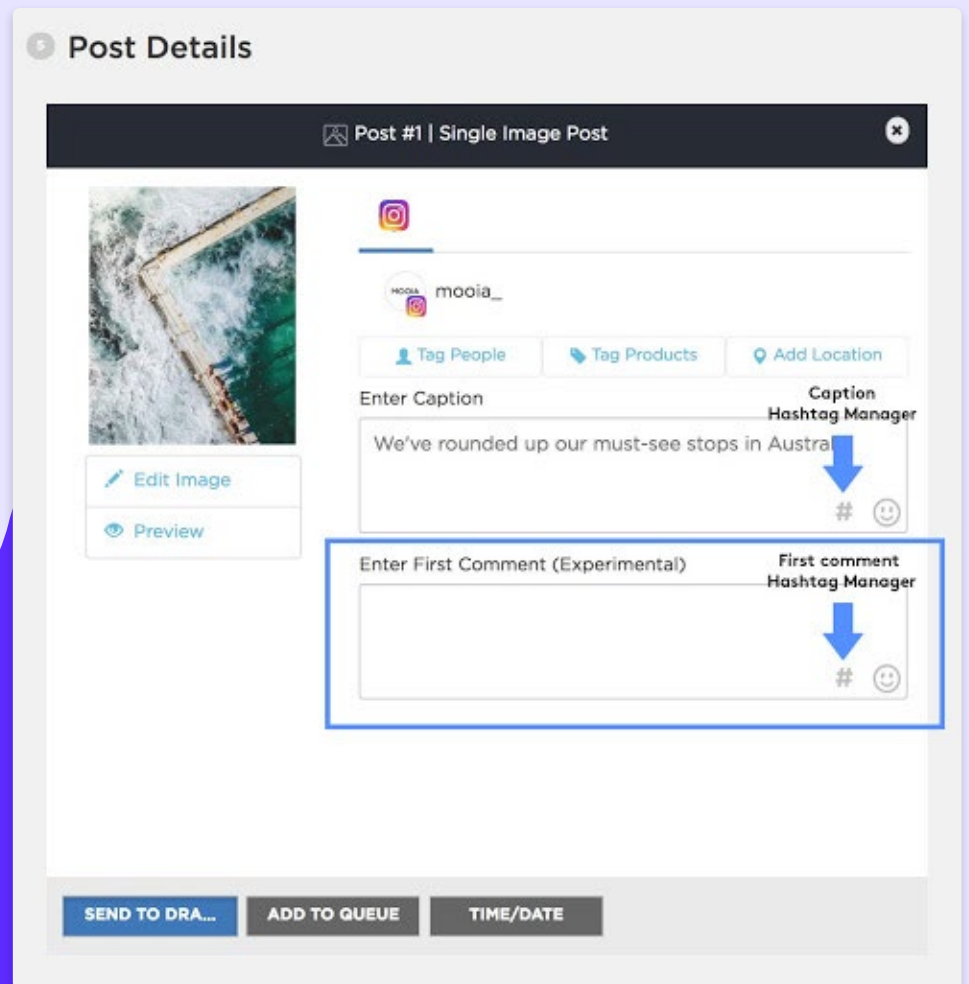 5 Post Details
Post #1 | Single Image Post
MOOIA mooia_
Tag People Tag Products Add Location
Enter Caption
Caption
Hashtag Manager
We've rounded up our must-see stops in Austral
#
Edit Image
Preview
Enter First Comment (Experimental)
First comment
Hashtag Manager
#
SEND TO DRA... ADD TO QUEUE TIME/DATE